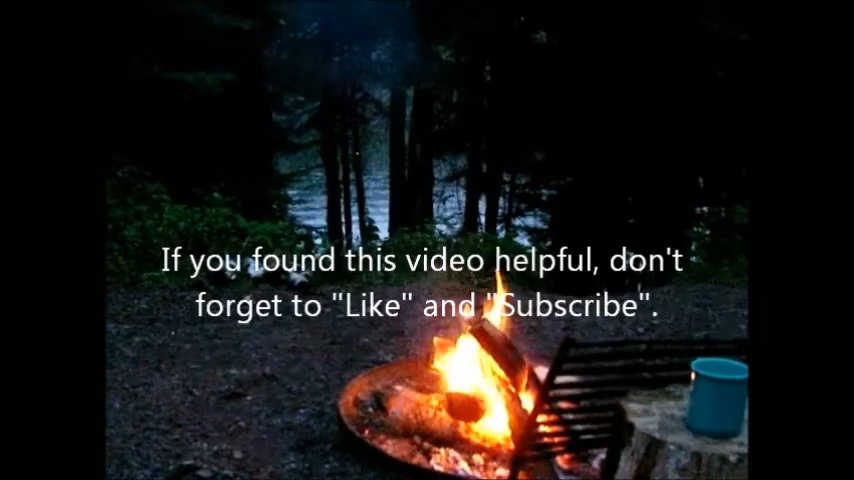 If you found this video helpful, don't
forget to "Like" and "Subscribe".